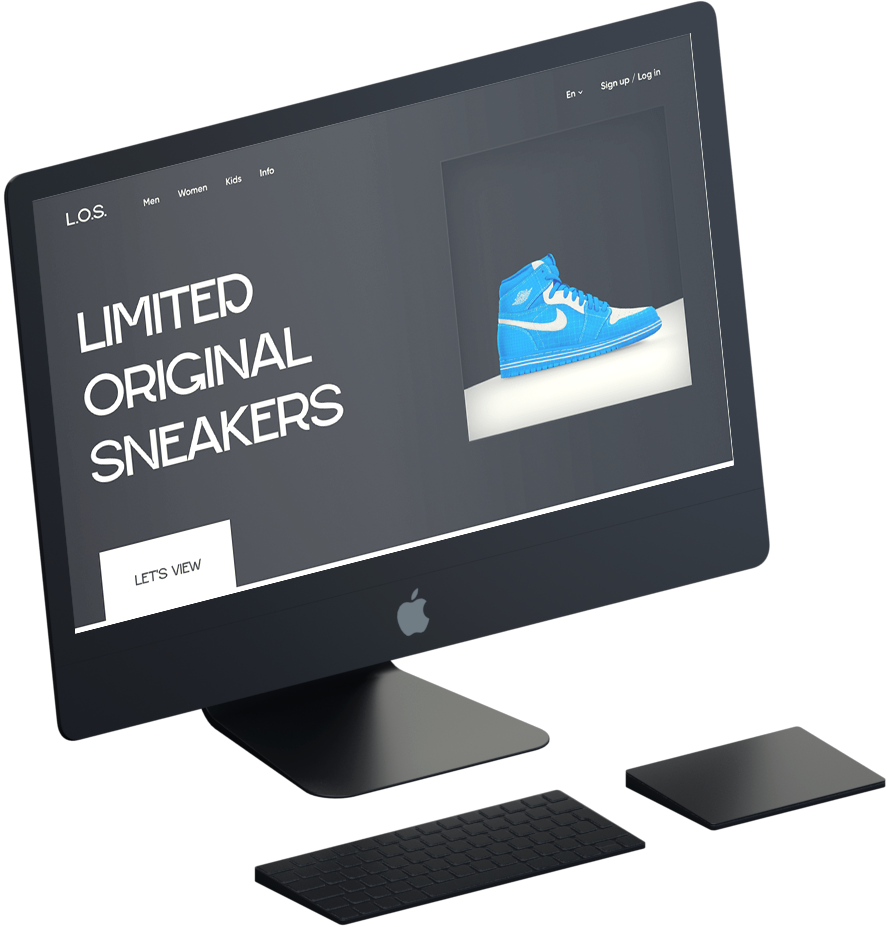 En
Sign up / Log in
L.O.S.
Men
Women
Kids
Info
LIMITED
ORIGINAL
SNEAKERS
LET'S VIEW